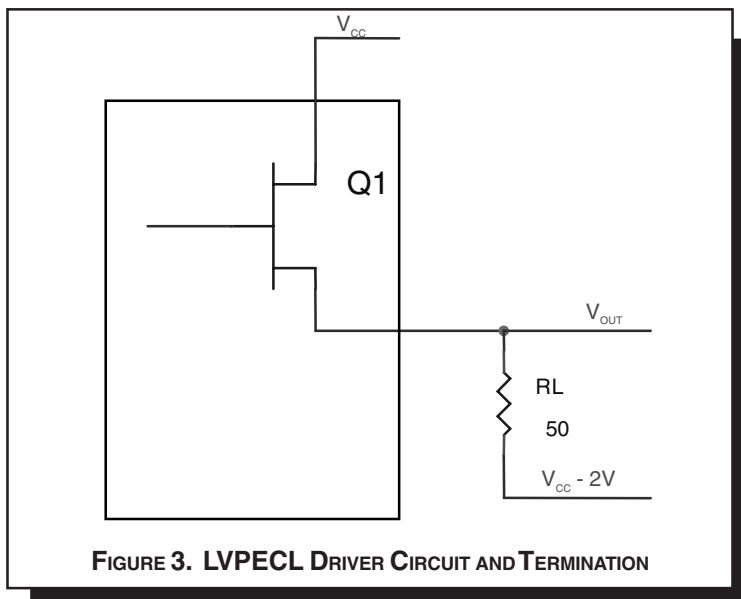 VCC
Q1
VOUT
RL
50
VCC - 2V
FIGURE 3. LVPECL DRIVER CIRCUIT AND TERMINATION